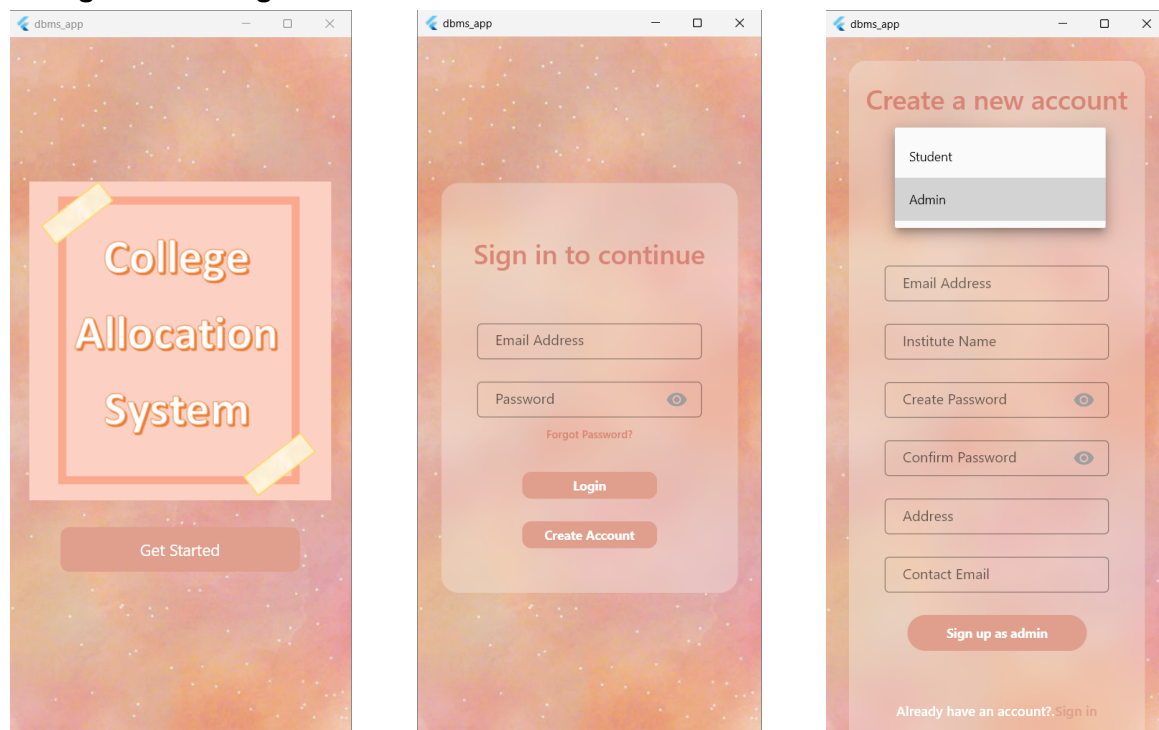 dbms_app
College
Allocation
System
Get Started
dbms_app
Sign in to continue
Email Address
Password
Forgot Password?
Login
Create Account
dbms_app
Create a new account
Student
Admin
Email Address
Institute Name
Create Password
Confirm Password
Address
Contact Email
Sign up as admin
Already have an account?.Sign in